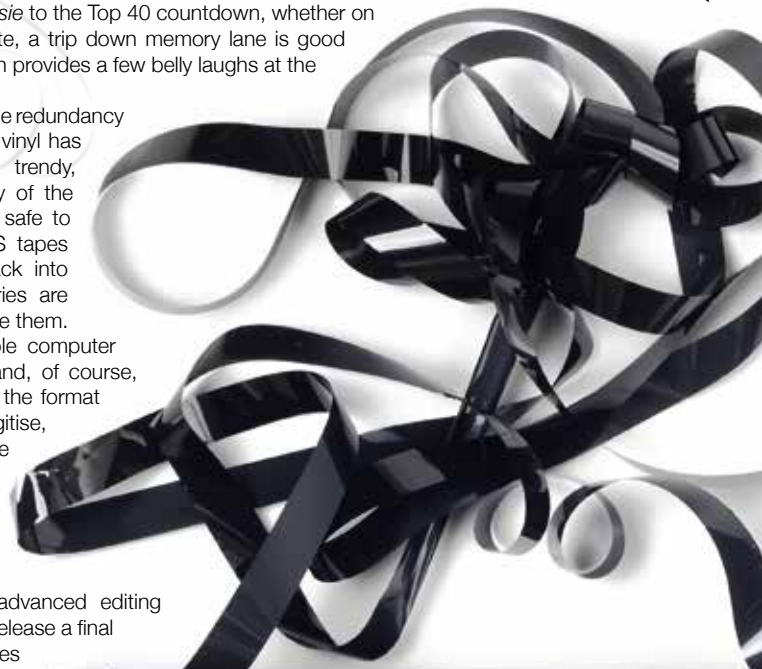 sie to the Top 40 countdown, whether on
te, a trip down memory lane is good
n provides a few belly laughs at the
e redundancy
vinyl has
trendy,
y of the
safe to
S tapes
ck into
ries are
e them.
ole computer
and, of course,
the format
gitise,
e
advanced editing
elease a final
es